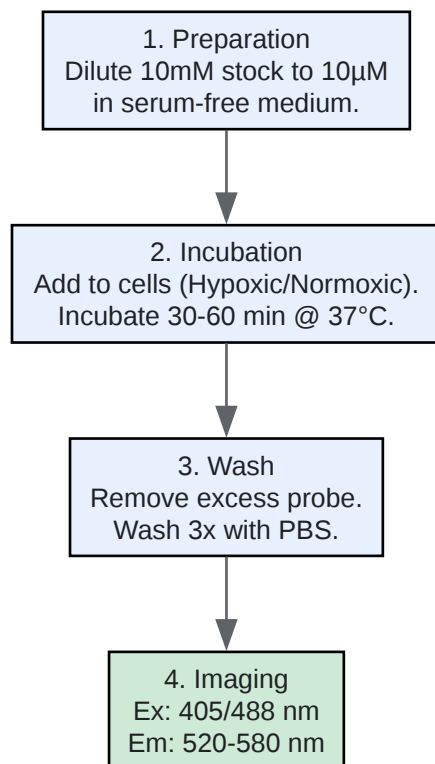 1. Preparation
Dilute 10mM stock to 10µM
in serum-free medium.
2. Incubation
Add to cells (Hypoxic/Normoxic).
Incubate 30-60 min @ 37°C.
3. Wash
Remove excess probe.
Wash 3x with PBS.
4. Imaging
Ex: 405/488 nm
Em: 520-580 nm